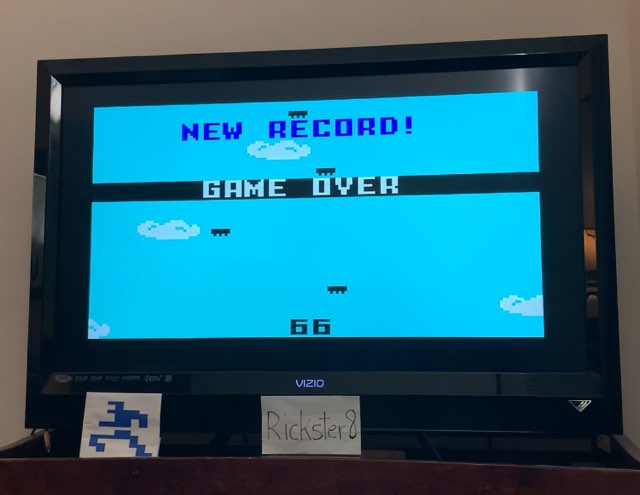 NEW RECORD!
GAME OVER
66
VIZIO
Rickster8